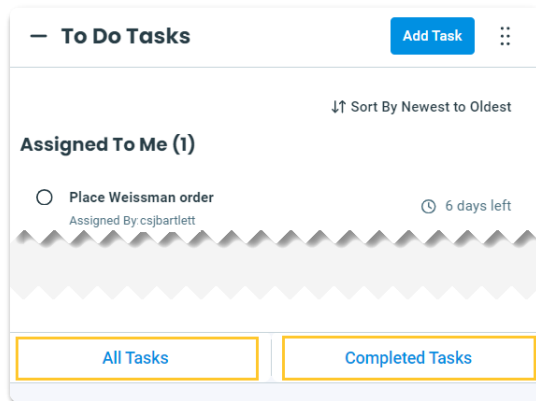 To Do Tasks
Add Task
Sort By Newest to Oldest
Assigned To Me (1)
Place Weissman order
6 days left
Assigned By:csjbartlett
All Tasks
Completed Tasks